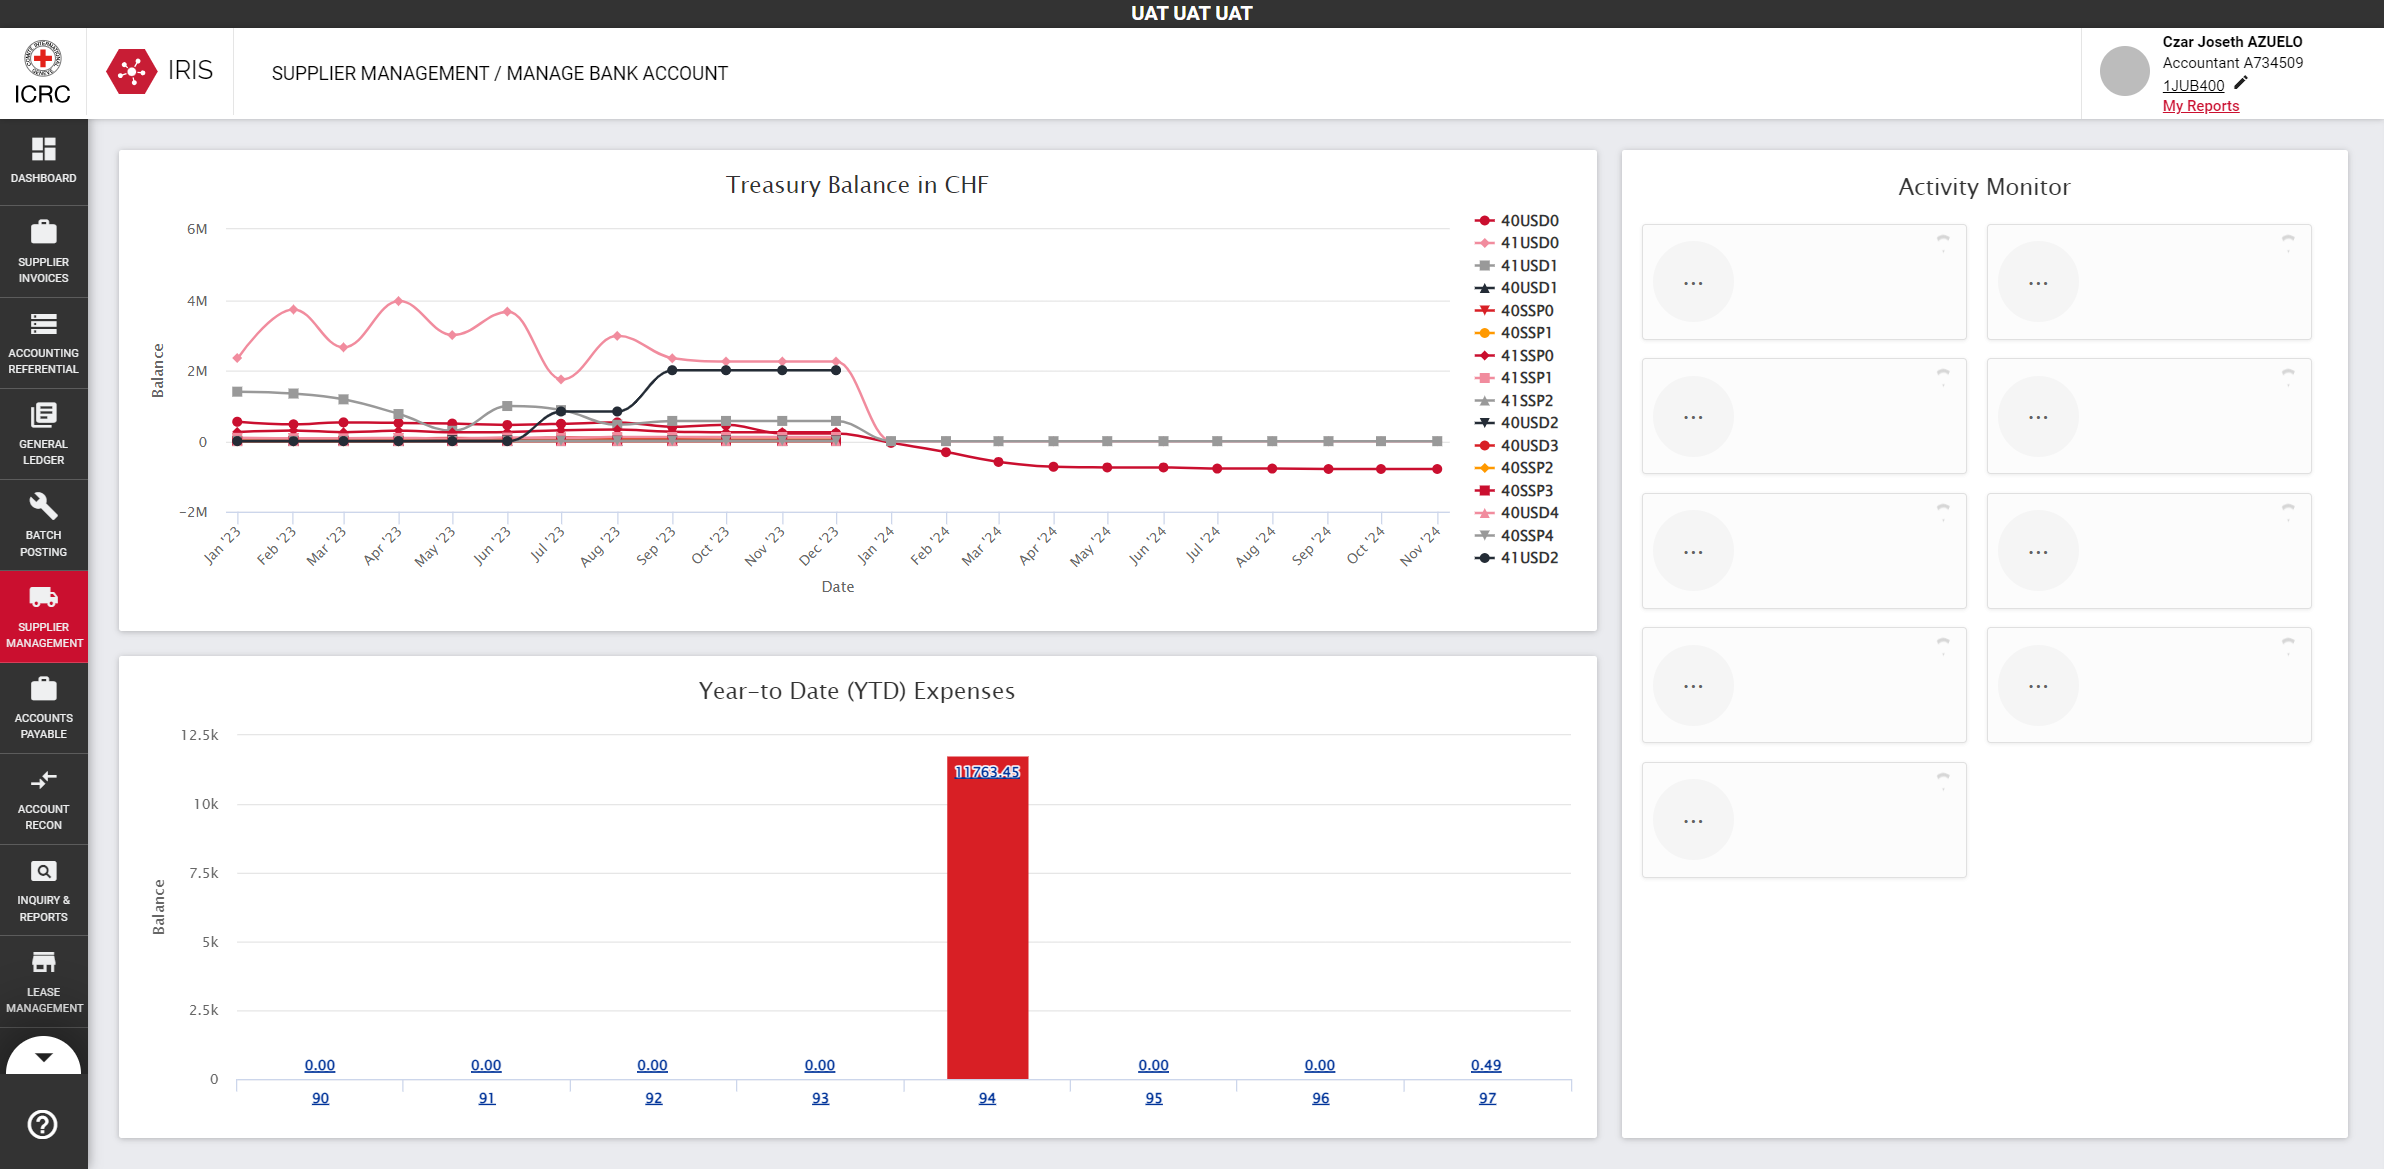 UAT UAT UAT
ICRC
IRIS
SUPPLIER MANAGEMENT / MANAGE BANK ACCOUNT
Czar Joseth AZUELO
Accountant A734509
1JUB400
My Reports
DASHBOARD
SUPPLIER
INVOICES
ACCOUNTING
REFERENTIAL
GENERAL
LEDGER
BATCH
POSTING
SUPPLIER
MANAGEMENT
ACCOUNTS
PAYABLE
ACCOUNT
RECON
INQUIRY &
REPORTS
LEASE
MANAGEMENT
Treasury Balance in CHF
Balance
6M
4M
2M
0
-2M
Jan '23
Feb '23
Mar '23
Apr '23
May '23
Jun '23
Jul '23
Aug '23
Sep '23
Oct '23
Nov '23
Dec '23
Jan '24
Feb '24
Mar '24
Apr '24
May '24
Jun '24
Jul '24
Aug '24
Sep '24
Oct '24
Nov '24
Date
40USD0
41USD0
41USD1
40USD1
40SSP0
40SSP1
41SSP0
41SSP1
41SSP2
40USD2
40USD3
40SSP2
40SSP3
40USD4
40SSP4
41USD2
Year-to Date (YTD) Expenses
Balance
12.5k
10k
7.5k
5k
2.5k
0
0.00
0.00
0.00
0.00
11763.45
0.00
0.00
0.49
90
91
92
93
94
95
96
97
Activity Monitor
...
...
...
...
...
...
...
...
...